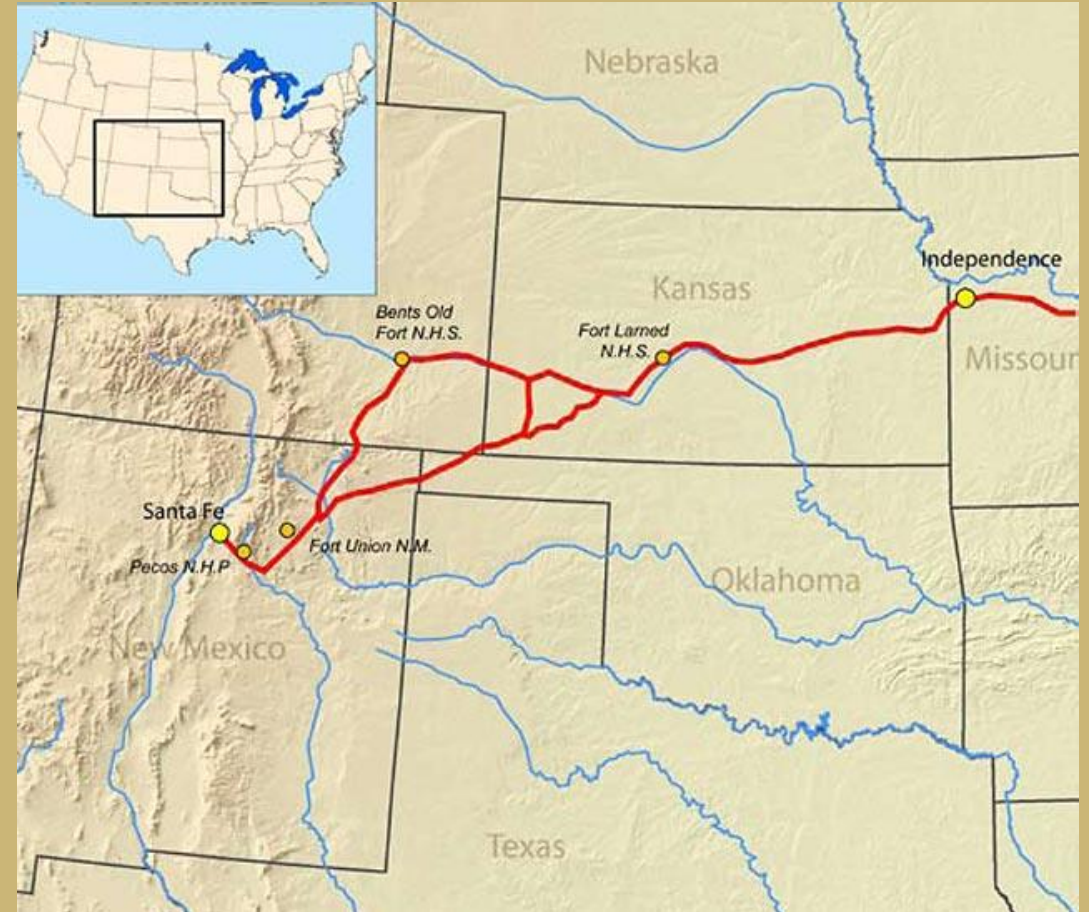 Nebraska
Independence
Kansas
Bents Old
Fort N.H.S.
Fort Larned
N.H.S.
Missour
Santa Fe
Fort Union N.M.
Pecos N.H.P
Oklahoma
New Mexico
Texas